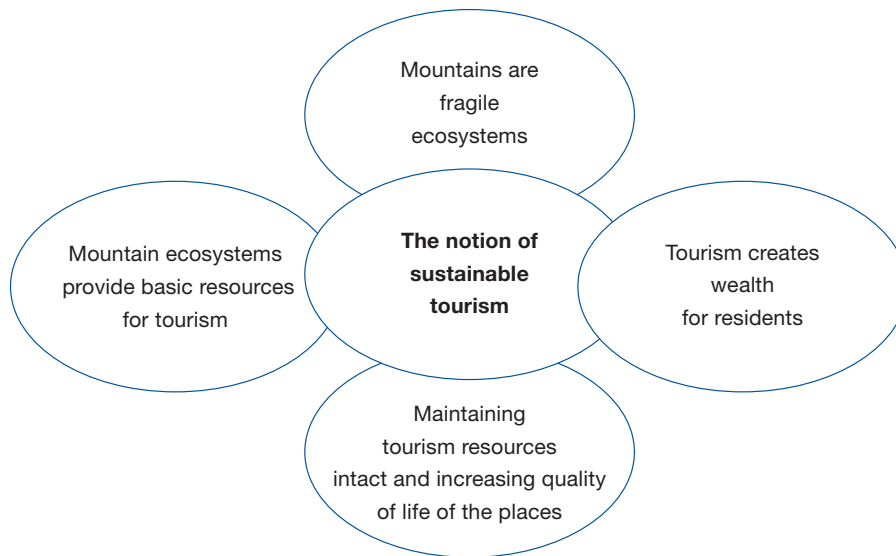 Mountains are
fragile
ecosystems
Mountain ecosystems
provide basic resources
for tourism
The notion of
sustainable
tourism
Tourism creates
wealth
for residents
Maintaining
tourism resources
intact and increasing quality
of life of the places